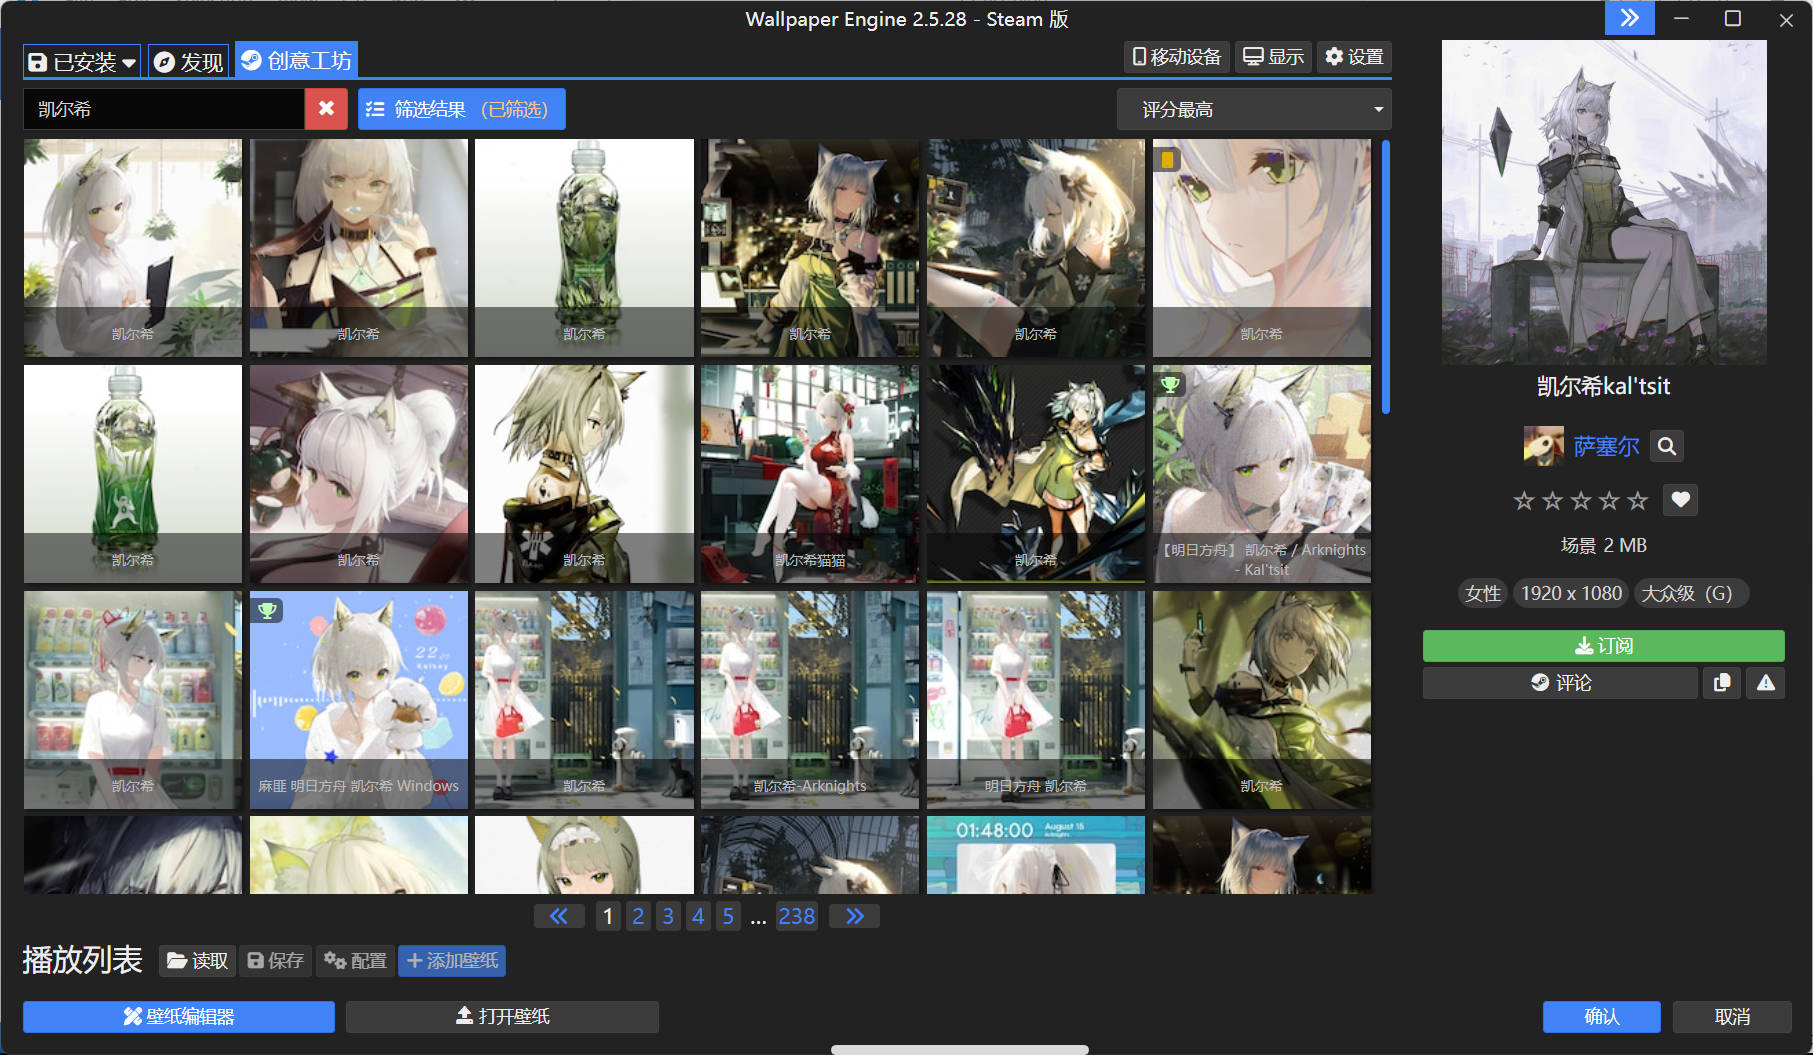 Wallpaper Engine 2.5.28 - Steam 版
已安装
发现
创意工坊
移动设备
显示
设置
凯尔希
筛选结果 (已筛选)
评分最高
凯尔希
凯尔希
凯尔希
凯尔希
凯尔希
凯尔希
凯尔希
凯尔希
凯尔希
凯尔希猫猫
凯尔希
【明日方舟】 凯尔希 / Arknights
- Kal'tsit
凯尔希
麻匪 明日方舟 凯尔希 Windows
凯尔希
凯尔希-Arknights
明日方舟 凯尔希
凯尔希
01:48:00
August 15
1 2 3 4 5 ... 238
播放列表
读取
保存
配置
添加壁纸
壁纸编辑器
打开壁纸
凯尔希kal'tsit
萨塞尔
场景 2 MB
女性
1920 x 1080
大众级 (G)
订阅
评论
确认
取消